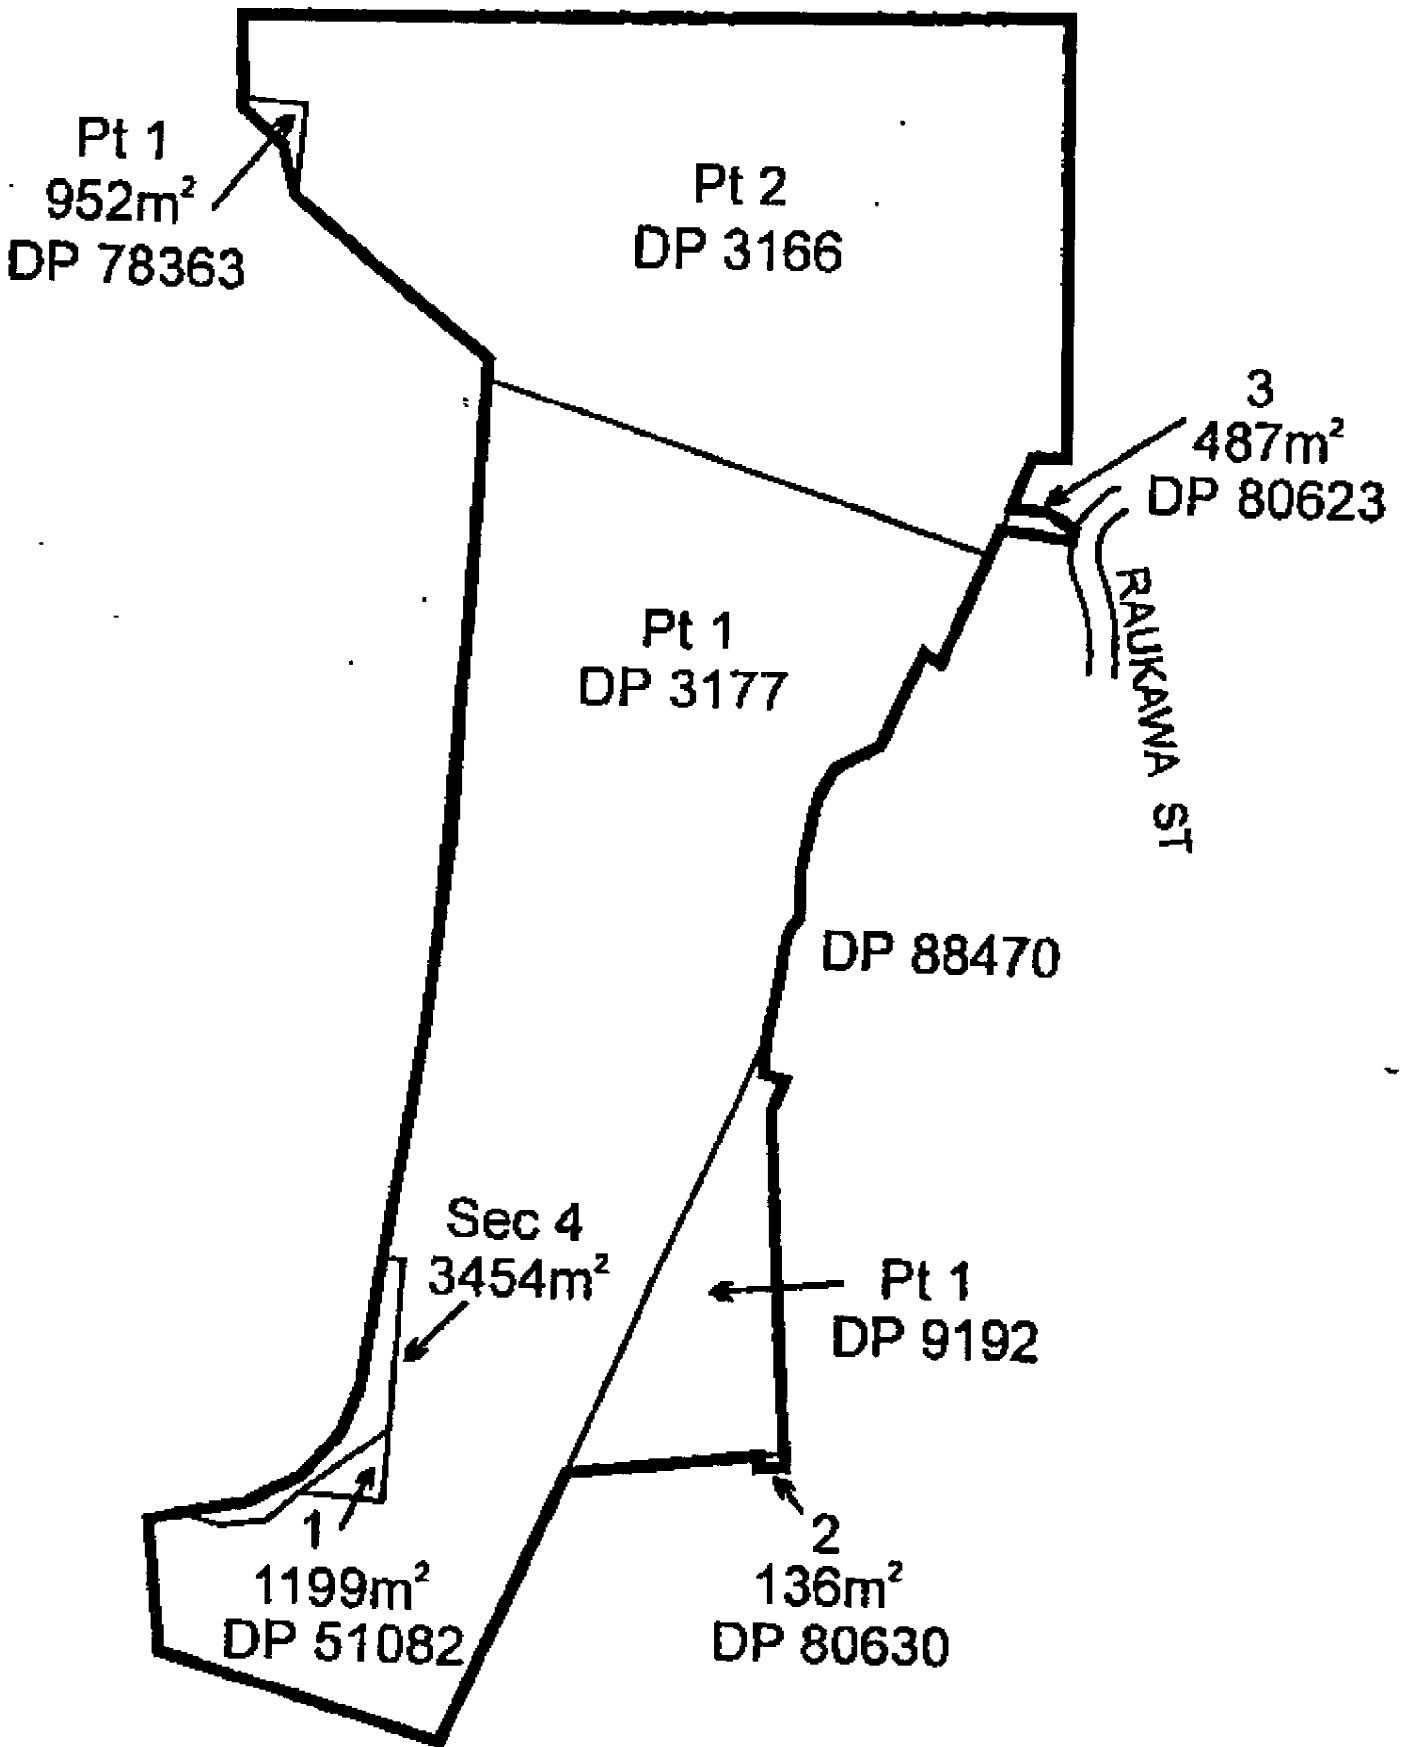 Pt 1
952m²
DP 78363
Pt 2
DP 3166
3
487m²
DP 80623
RAUKAWA ST
Pt 1
DP 3177
DP 88470
Sec 4
3454m²
Pt 1
DP 9192
1
1199m²
DP 51082
2
136m²
DP 80630